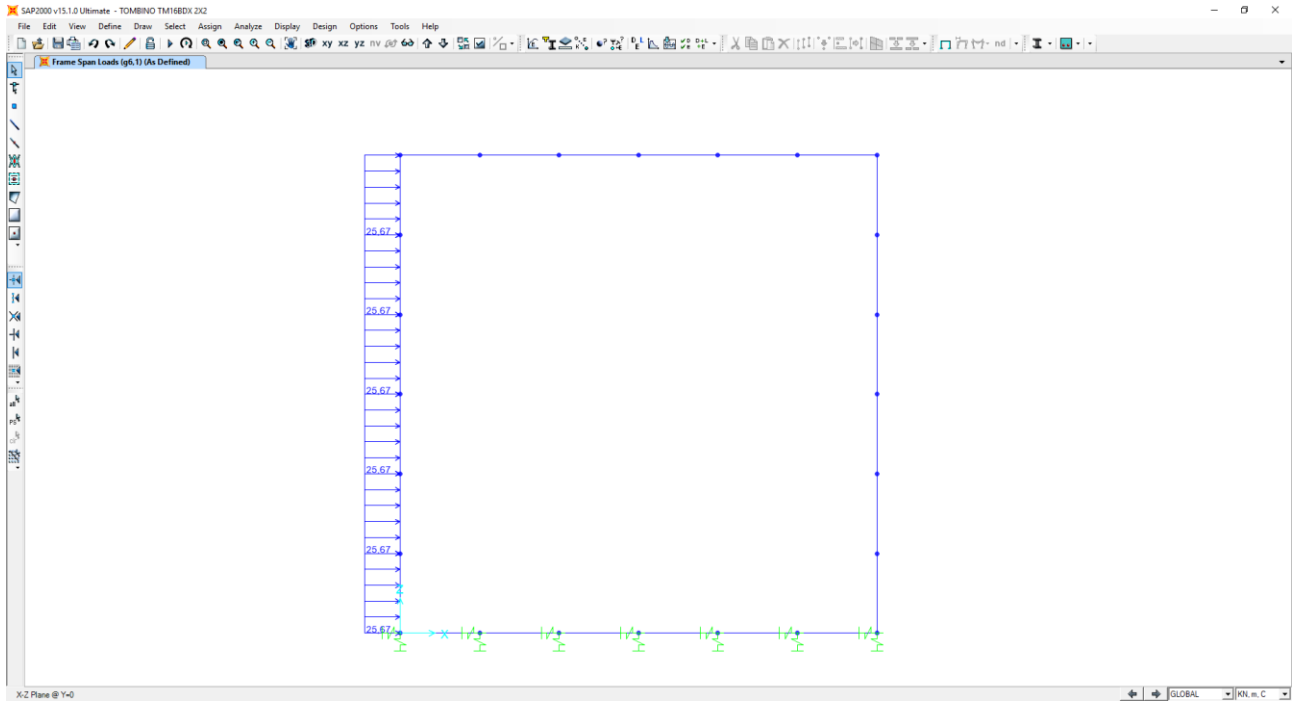 SAP2000 v15.1.0 Ultimate - TOMBINO TM16BDX 2X2
File Edit View Define Draw Select Assign Analyze Display Design Options Tools Help
xy xz yz nv nd
Frame Span Loads (g6,1) (As Defined)
25,67
25,67
25,67
25,67
25,67
25,67
X
X-Z Plane @ Y=0
GLOBAL
KN, m, C